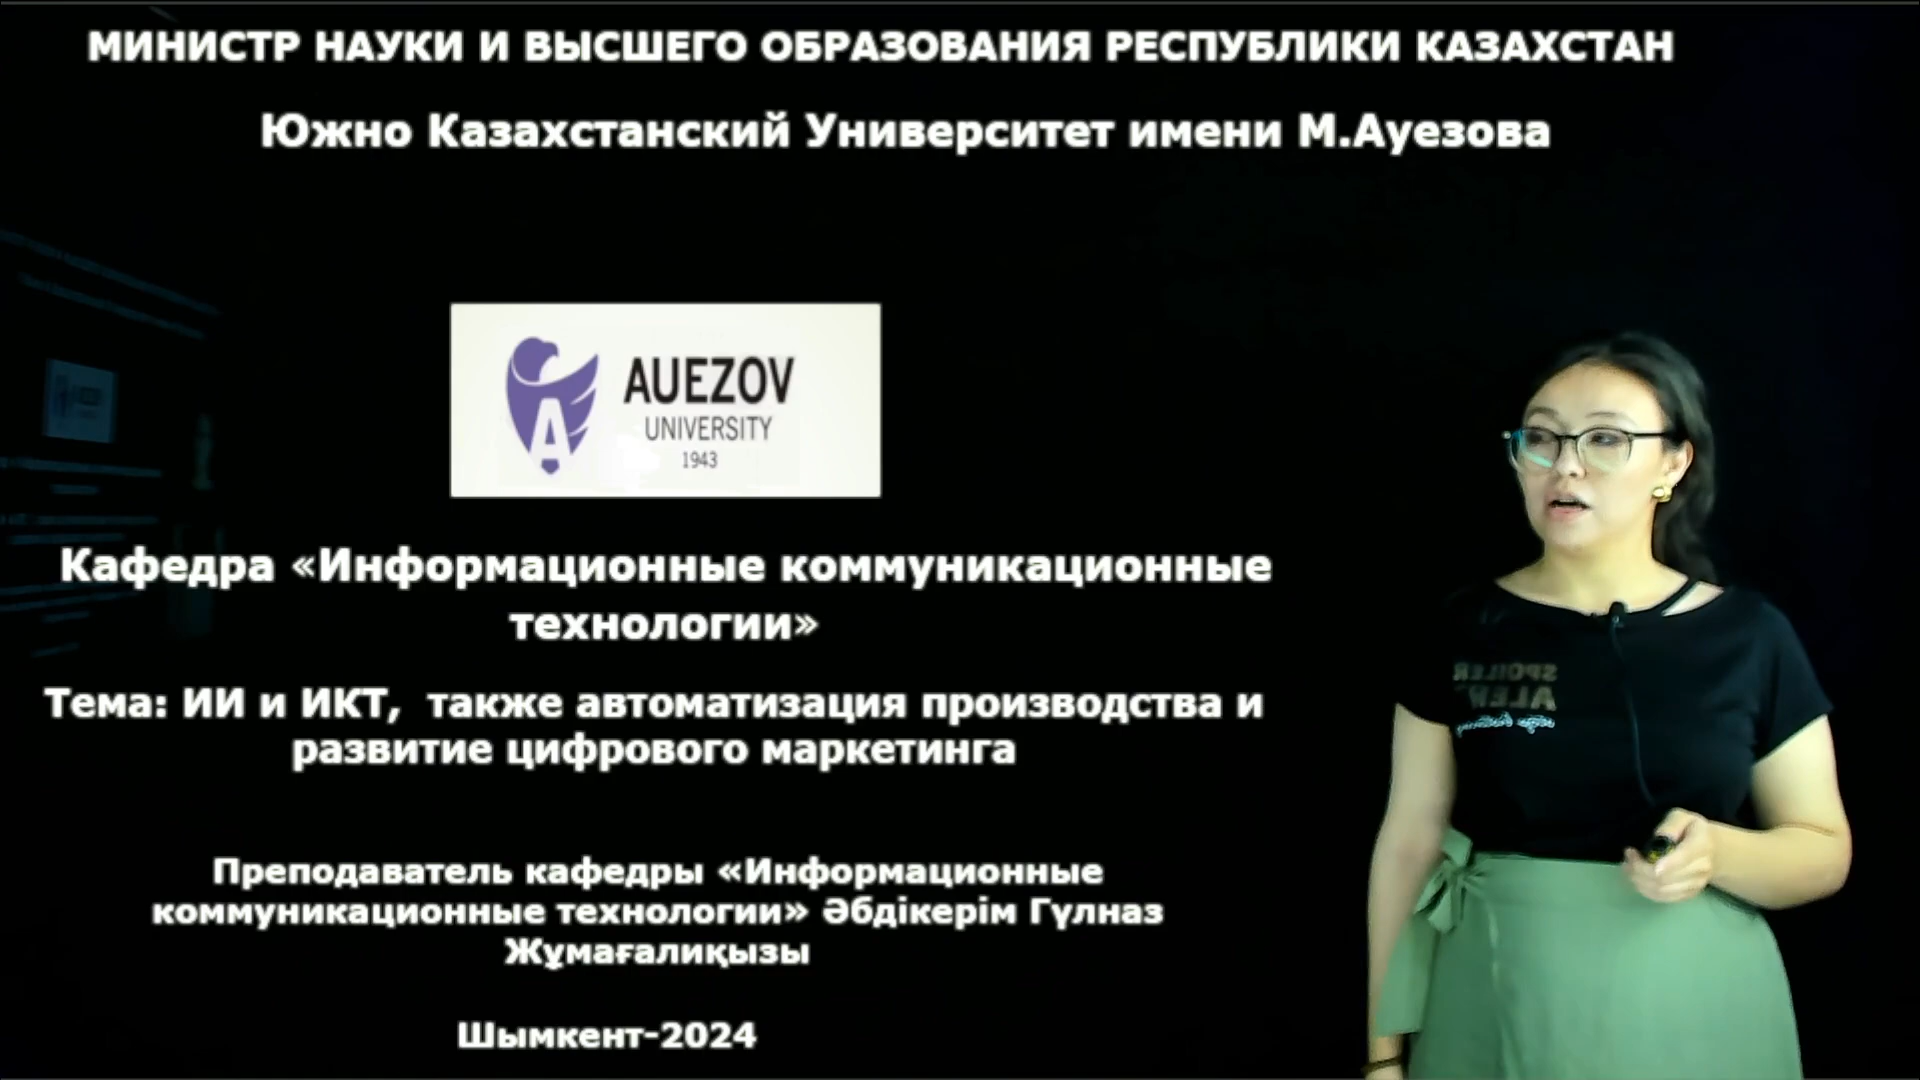 МИНИСТР НАУКИ И ВЫСШЕГО ОБРАЗОВАНИЯ РЕСПУБЛИКИ КАЗАХСТАН
Южно Казахстанский Университет имени М.Ауезова
AUEZOV
UNIVERSITY
1943
Кафедра «Информационные коммуникационные
технологии»
Тема: ИИ и ИКТ, также автоматизация производства и
развитие цифрового маркетинга
Преподаватель кафедры «Информационные
коммуникационные технологии» Әбдікерім Гүлназ
Жұмағалиқызы
Шымкент-2024
SPOILER